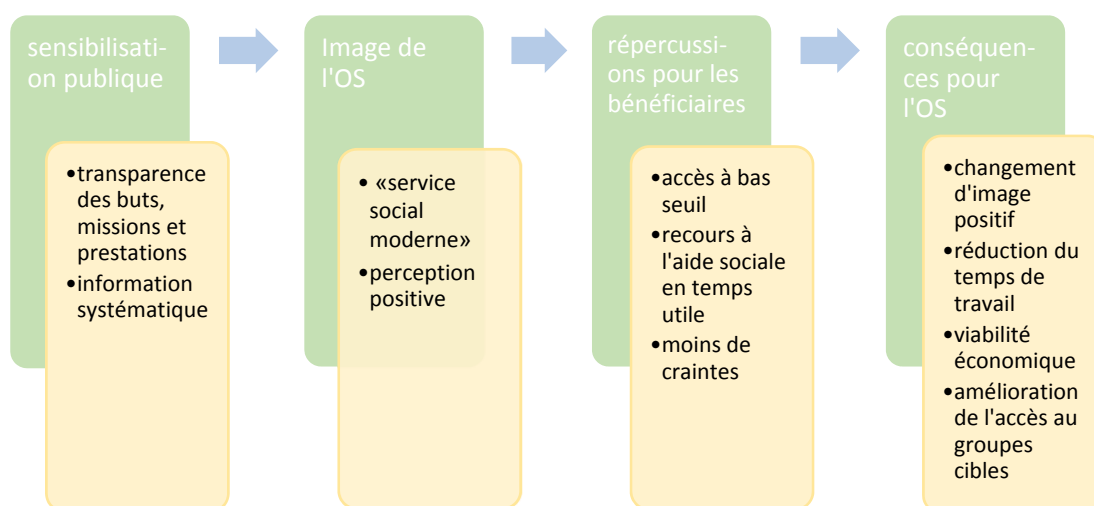 sensibilisati-
on publique
•transparence
des buts,
missions et
prestations
•information
systématique
Image de
l'OS
• «service
social
moderne»
•perception
positive
répercussi-
ons pour les
bénéficiaires
•accès à bas
seuil
•recours à
l'aide sociale
en temps
utile
•moins de
craintes
conséquen-
ces pour
l'OS
•changement
d'image
positif
•réduction du
temps de
travail
•viabilité
économique
•amélioration
de l'accès au
groupes
cibles